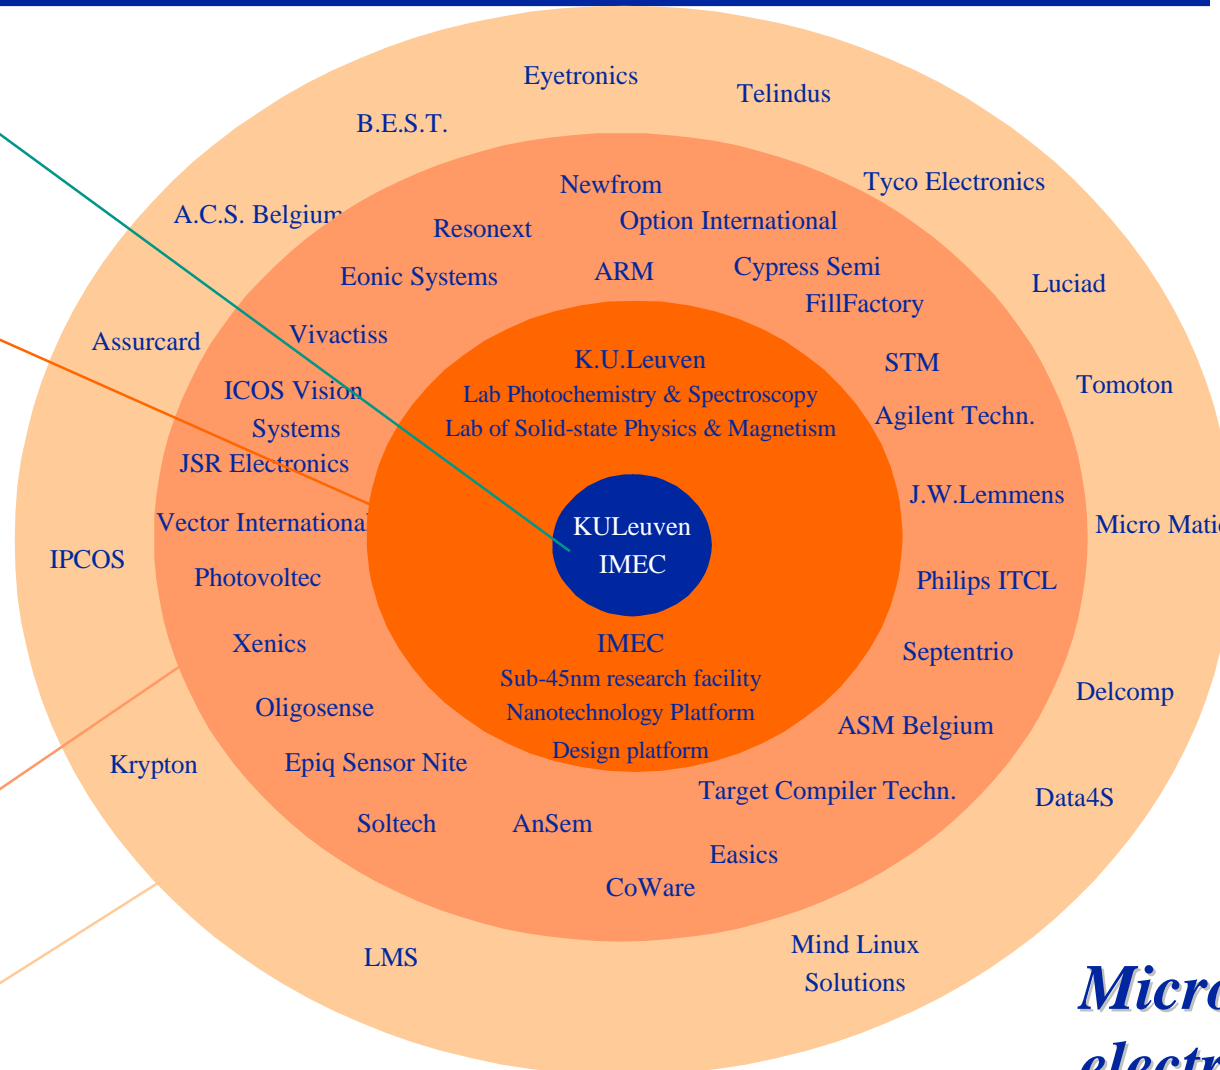 Eyetronics
Telindus
B.E.S.T.
Newfrom
Tyco Electronics
A.C.S. Belgium
Resonext
Option International
Eonic Systems
ARM
Cypress Semi
Luciad
FillFactory
Assurcard
Vivactiss
K.U.Leuven
STM
Tomoton
ICOS Vision
Systems
Lab Photochemistry & Spectroscopy
Agilent Techn.
Lab of Solid-state Physics & Magnetism
JSR Electronics
J.W.Lemmens
Vector International
KULeuven
IMEC
Micro Matic
IPCOS
Photovoltec
Philips ITCL
Xenics
IMEC
Septentrio
Sub-45nm research facility
Delcomp
Oligosense
Nanotechnology Platform
ASM Belgium
Design platform
Krypton
Epiq Sensor Nite
Target Compiler Techn.
Data4S
Soltech
AnSem
Easics
CoWare
LMS
Mind Linux
Solutions
Micro
electr